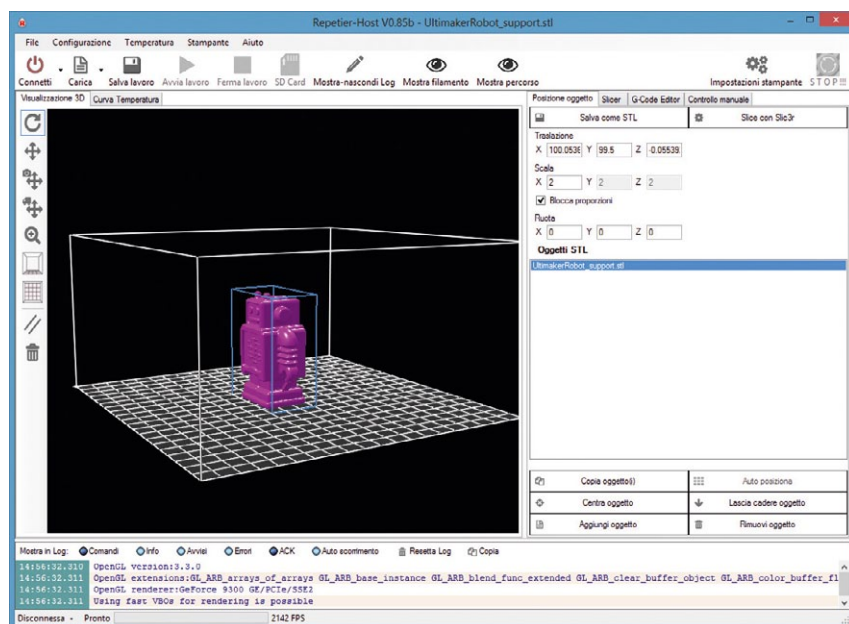 Repetier-Host V0.85b - UltimakerRobot_support.stl
File Configurazione Temperatura Stampante Aiuto
Connetti Carica Salva lavoro Avvia lavoro Ferma lavoro SD Card Mostra-nascondi Log Mostra filamento Mostra percorso Impostazioni stampante STOP!!!
Visualizzazione 3D Curva Temperatura
Posizione oggetto Slicer G-Code Editor Controllo manuale
Salva come STL Slice con Slic3r
Traslazione
X 100.053 Y 99.5 Z -0.05539
Scala
X 2 Y 2 Z 2
Blocca proporzioni
Ruota
X 0 Y 0 Z 0
Oggetti STL
UltimakerRobot_support.stl
Copia oggetto(i) Auto posiziona
Centra oggetto Lascia cadere oggetto
Aggiungi oggetto Rimuovi oggetto
Mostra in Log: Comandi Info Avvisi Errori ACK Auto scorrimento Resetta Log Copia
14:56:32.310 OpenGL version:3.3.0
14:56:32.311 OpenGL extensions:GL_ARB_arrays_of_arrays GL_ARB_base_instance GL_ARB_blend_func_extended GL_ARB_clear_buffer_object GL_ARB_color_buffer_fl
14:56:32.311 OpenGL renderer:GeForce 9300 GE/PCIe/SSE2
14:56:32.311 Using fast VBOs for rendering is possible
Disconnessa - Pronto 2142 FPS